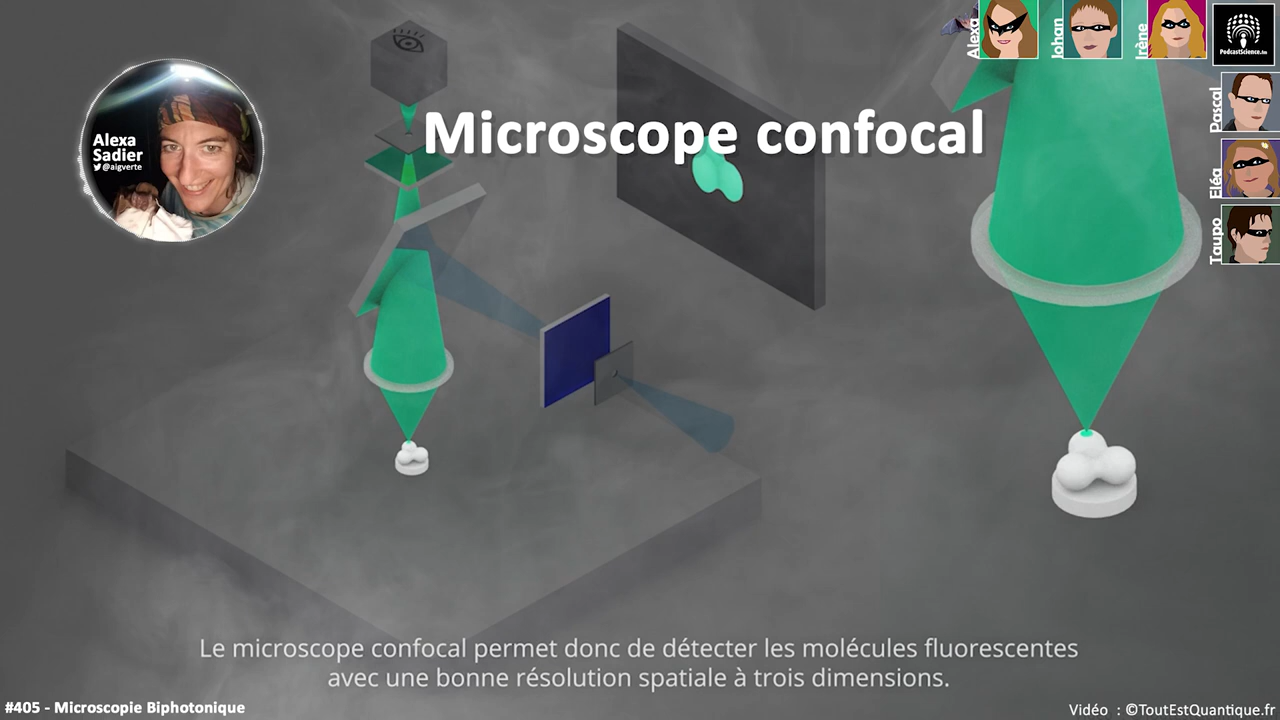 Alexa
Johan
Irène
PodcastScience.fm
Alexa
Sadier
@aigverte
Microscope confocal
Pascal
Eléa
Taupo
Le microscope confocal permet donc de détecter les molécules fluorescentes
avec une bonne résolution spatiale à trois dimensions.
#405 - Microscopie Biphotonique
Vidéo : ©ToutEstQuantique.fr